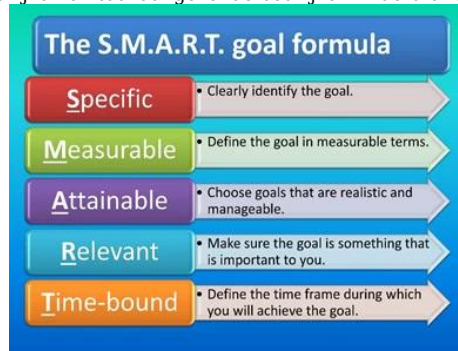 The S.M.A.R.T. goal formula
Specific
• Clearly identify the goal.
Measurable
• Define the goal in measurable terms.
Attainable
• Choose goals that are realistic and
manageable.
Relevant
• Make sure the goal is something that
is important to you.
Time-bound
• Define the time frame during which
you will achieve the goal.